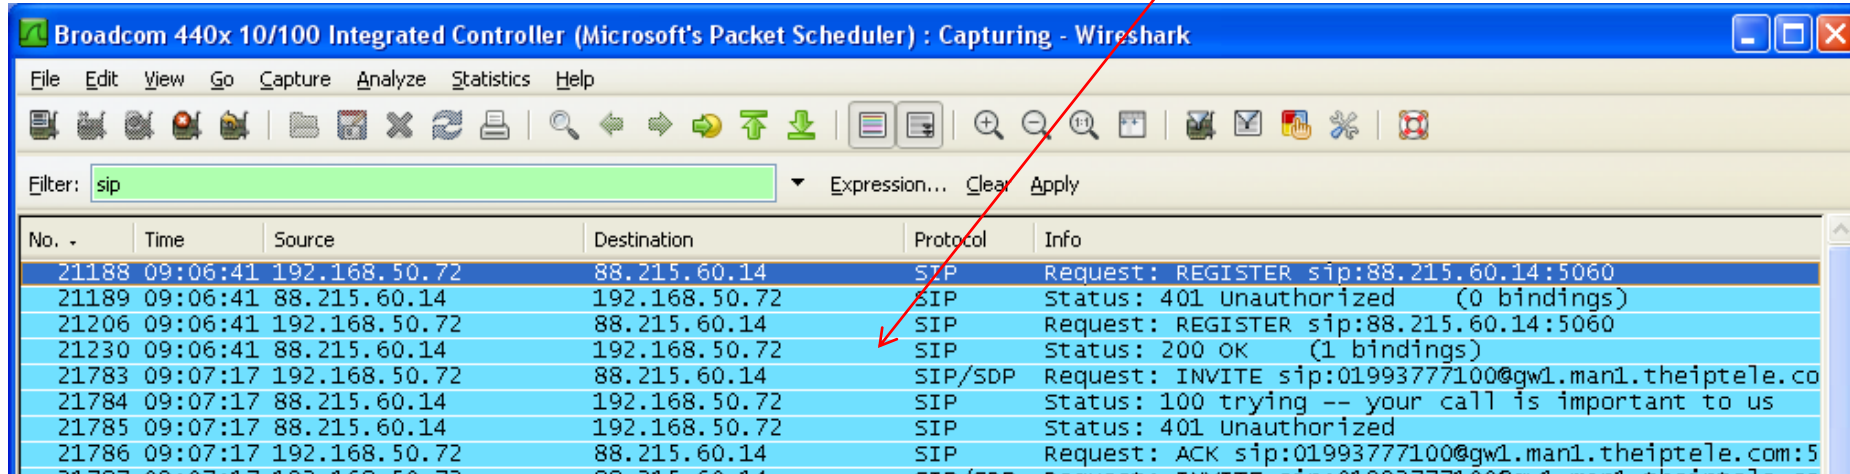 Broadcom 440x 10/100 Integrated Controller (Microsoft's Packet Scheduler) : Capturing - Wireshark
File Edit View Go Capture Analyze Statistics Help
Filter: sip Expression... Clear Apply
No. Time Source Destination Protocol Info
21188 09:06:41 192.168.50.72 88.215.60.14 SIP Request: REGISTER sip:88.215.60.14:5060
21189 09:06:41 88.215.60.14 192.168.50.72 SIP Status: 401 Unauthorized (0 bindings)
21206 09:06:41 192.168.50.72 88.215.60.14 SIP Request: REGISTER sip:88.215.60.14:5060
21230 09:06:41 88.215.60.14 192.168.50.72 SIP Status: 200 OK (1 bindings)
21783 09:07:17 192.168.50.72 88.215.60.14 SIP/SDP Request: INVITE sip:01993777100@gw1.man1.theiptele.co
21784 09:07:17 88.215.60.14 192.168.50.72 SIP Status: 100 trying -- your call is important to us
21785 09:07:17 88.215.60.14 192.168.50.72 SIP Status: 401 Unauthorized
21786 09:07:17 192.168.50.72 88.215.60.14 SIP Request: ACK sip:01993777100@gw1.man1.theiptele.com:5